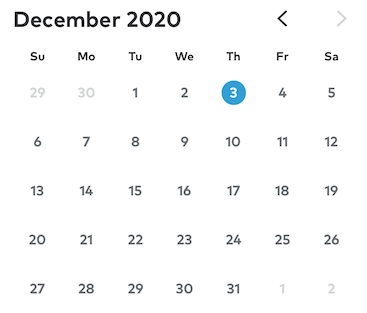 December 2020
Su Mo Tu We Th Fr Sa
29 30 1 2 3 4 5
6 7 8 9 10 11 12
13 14 15 16 17 18 19
20 21 22 23 24 25 26
27 28 29 30 31 1 2